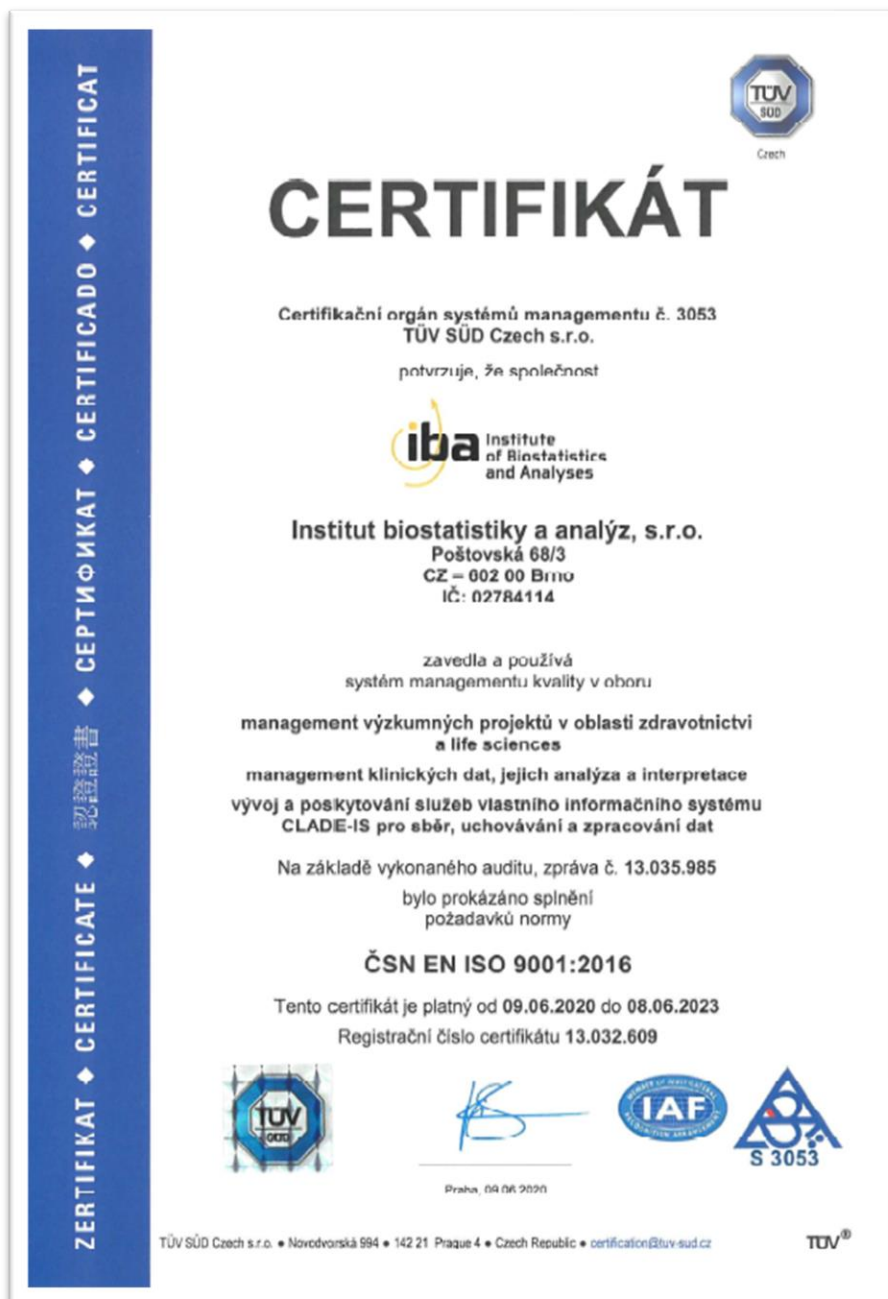 TÜV
SÜD
Czech
CERTIFIKÁT
Certifikační orgán systémů managementu č. 3053
TÜV SÜD Czech s.r.o.
potvrzuje, že společnost
iba Institute
of Biostatistics
and Analyses
Institut biostatistiky a analýz, s.r.o.
Poštovská 68/3
CZ – 602 00 Brno
IČ: 02784114
zavedla a používá
systém managementu kvality v oboru
management výzkumných projektů v oblasti zdravotnictvi
a life sciences
management klinických dat, jejich analýza a interpretace
vývoj a poskytování služeb vlastního informačního systému
CLADE-IS pro sběr, uchovávání a zpracování dat
Na základě vykonaného auditu, zpráva č. 13.035.985
bylo prokázáno splnění
požadavků normy
ČSN EN ISO 9001:2016
Tento certifikát je platný od 09.06.2020 do 08.06.2023
Registrační číslo certifikátu 13.032.609
TÜV
SÜD
IAF
S 3053
Praha, 09.06.2020
TÜV SÜD Czech s.r.o. ● Novodvorská 994 ● 142 21 Prague 4 ● Czech Republic ● certification@tuv-sud.cz
TÜV®
ZERTIFIKAT ◆ CERTIFICATE ◆ 認證證書 ◆ СЕРТИФИКАТ ◆ CERTIFICADO ◆ CERTIFICAT